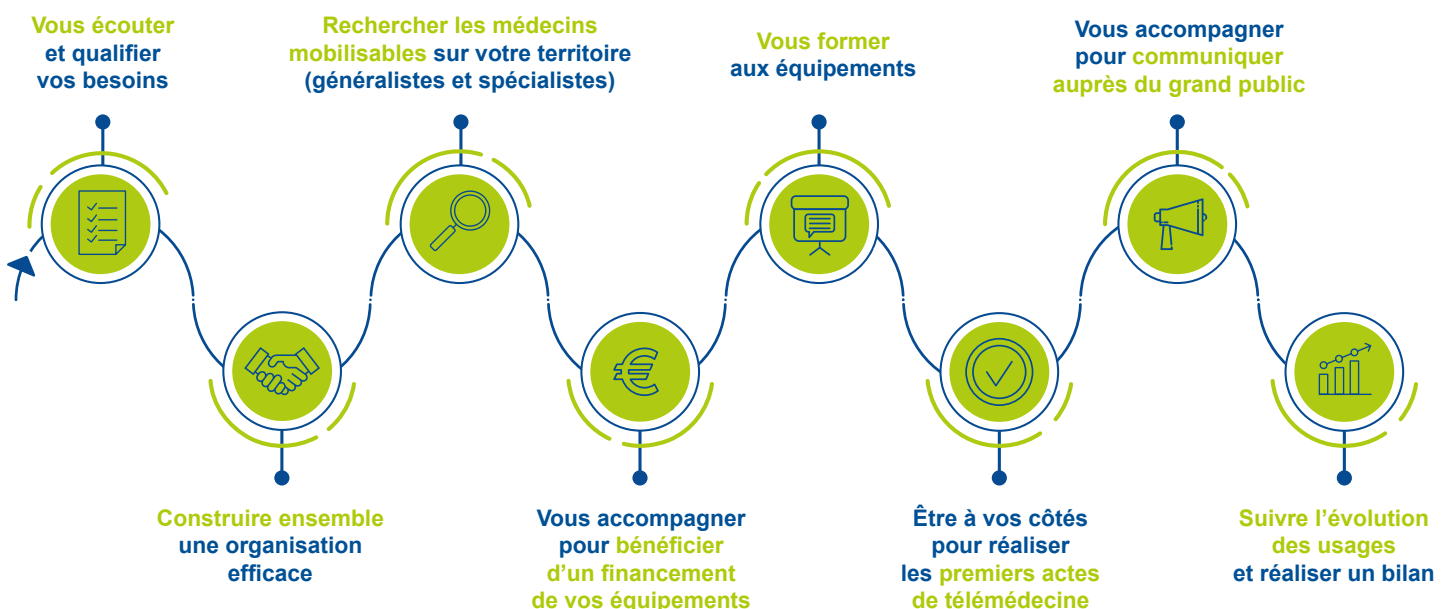 Vous écouter
et qualifier
vos besoins
Construire ensemble
une organisation
efficace
Rechercher les médecins
mobilisables sur votre territoire
(généralistes et spécialistes)
Vous accompagner
pour bénéficier
d’un financement
de vos équipements
Vous former
aux équipements
Être à vos côtés
pour réaliser
les premiers actes
de télémédecine
Vous accompagner
pour communiquer
auprès du grand public
Suivre l’évolution
des usages
et réaliser un bilan